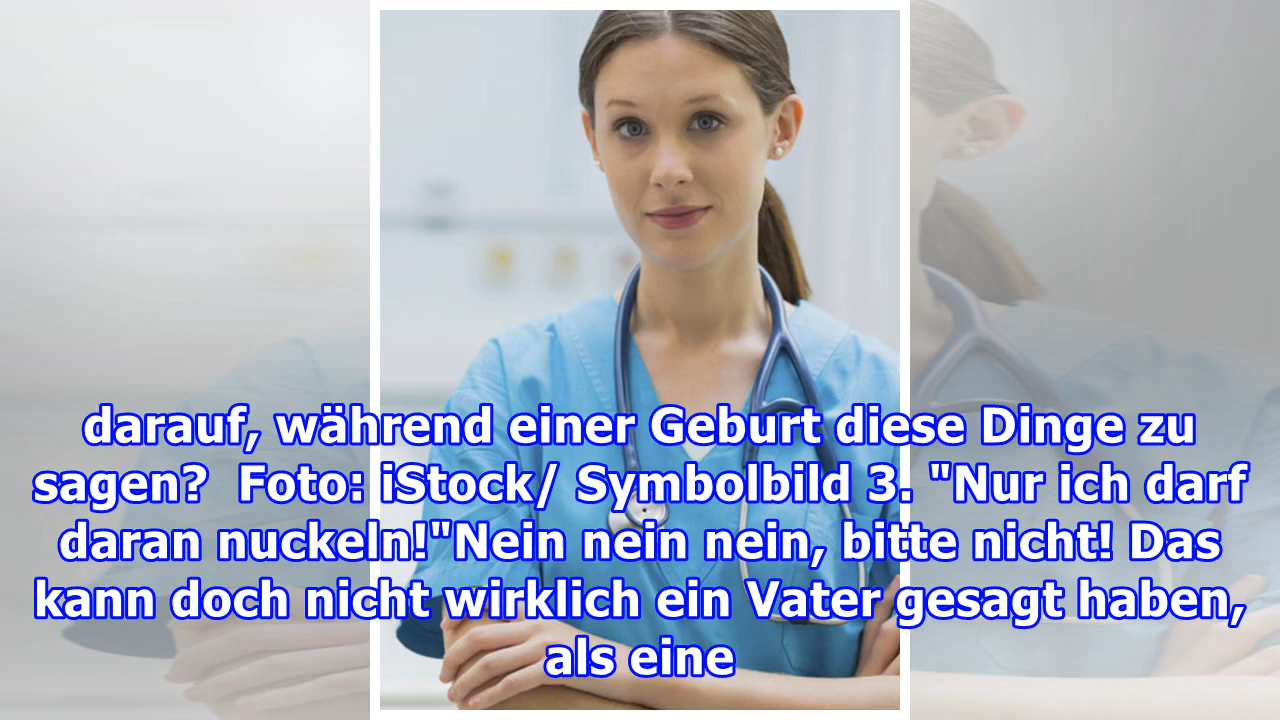 darauf, während einer Geburt diese Dinge zu
sagen?  Foto: iStock/ Symbolbild 3. "Nur ich darf
daran nuckeln!"Nein nein nein, bitte nicht! Das
kann doch nicht wirklich ein Vater gesagt haben,
als eine